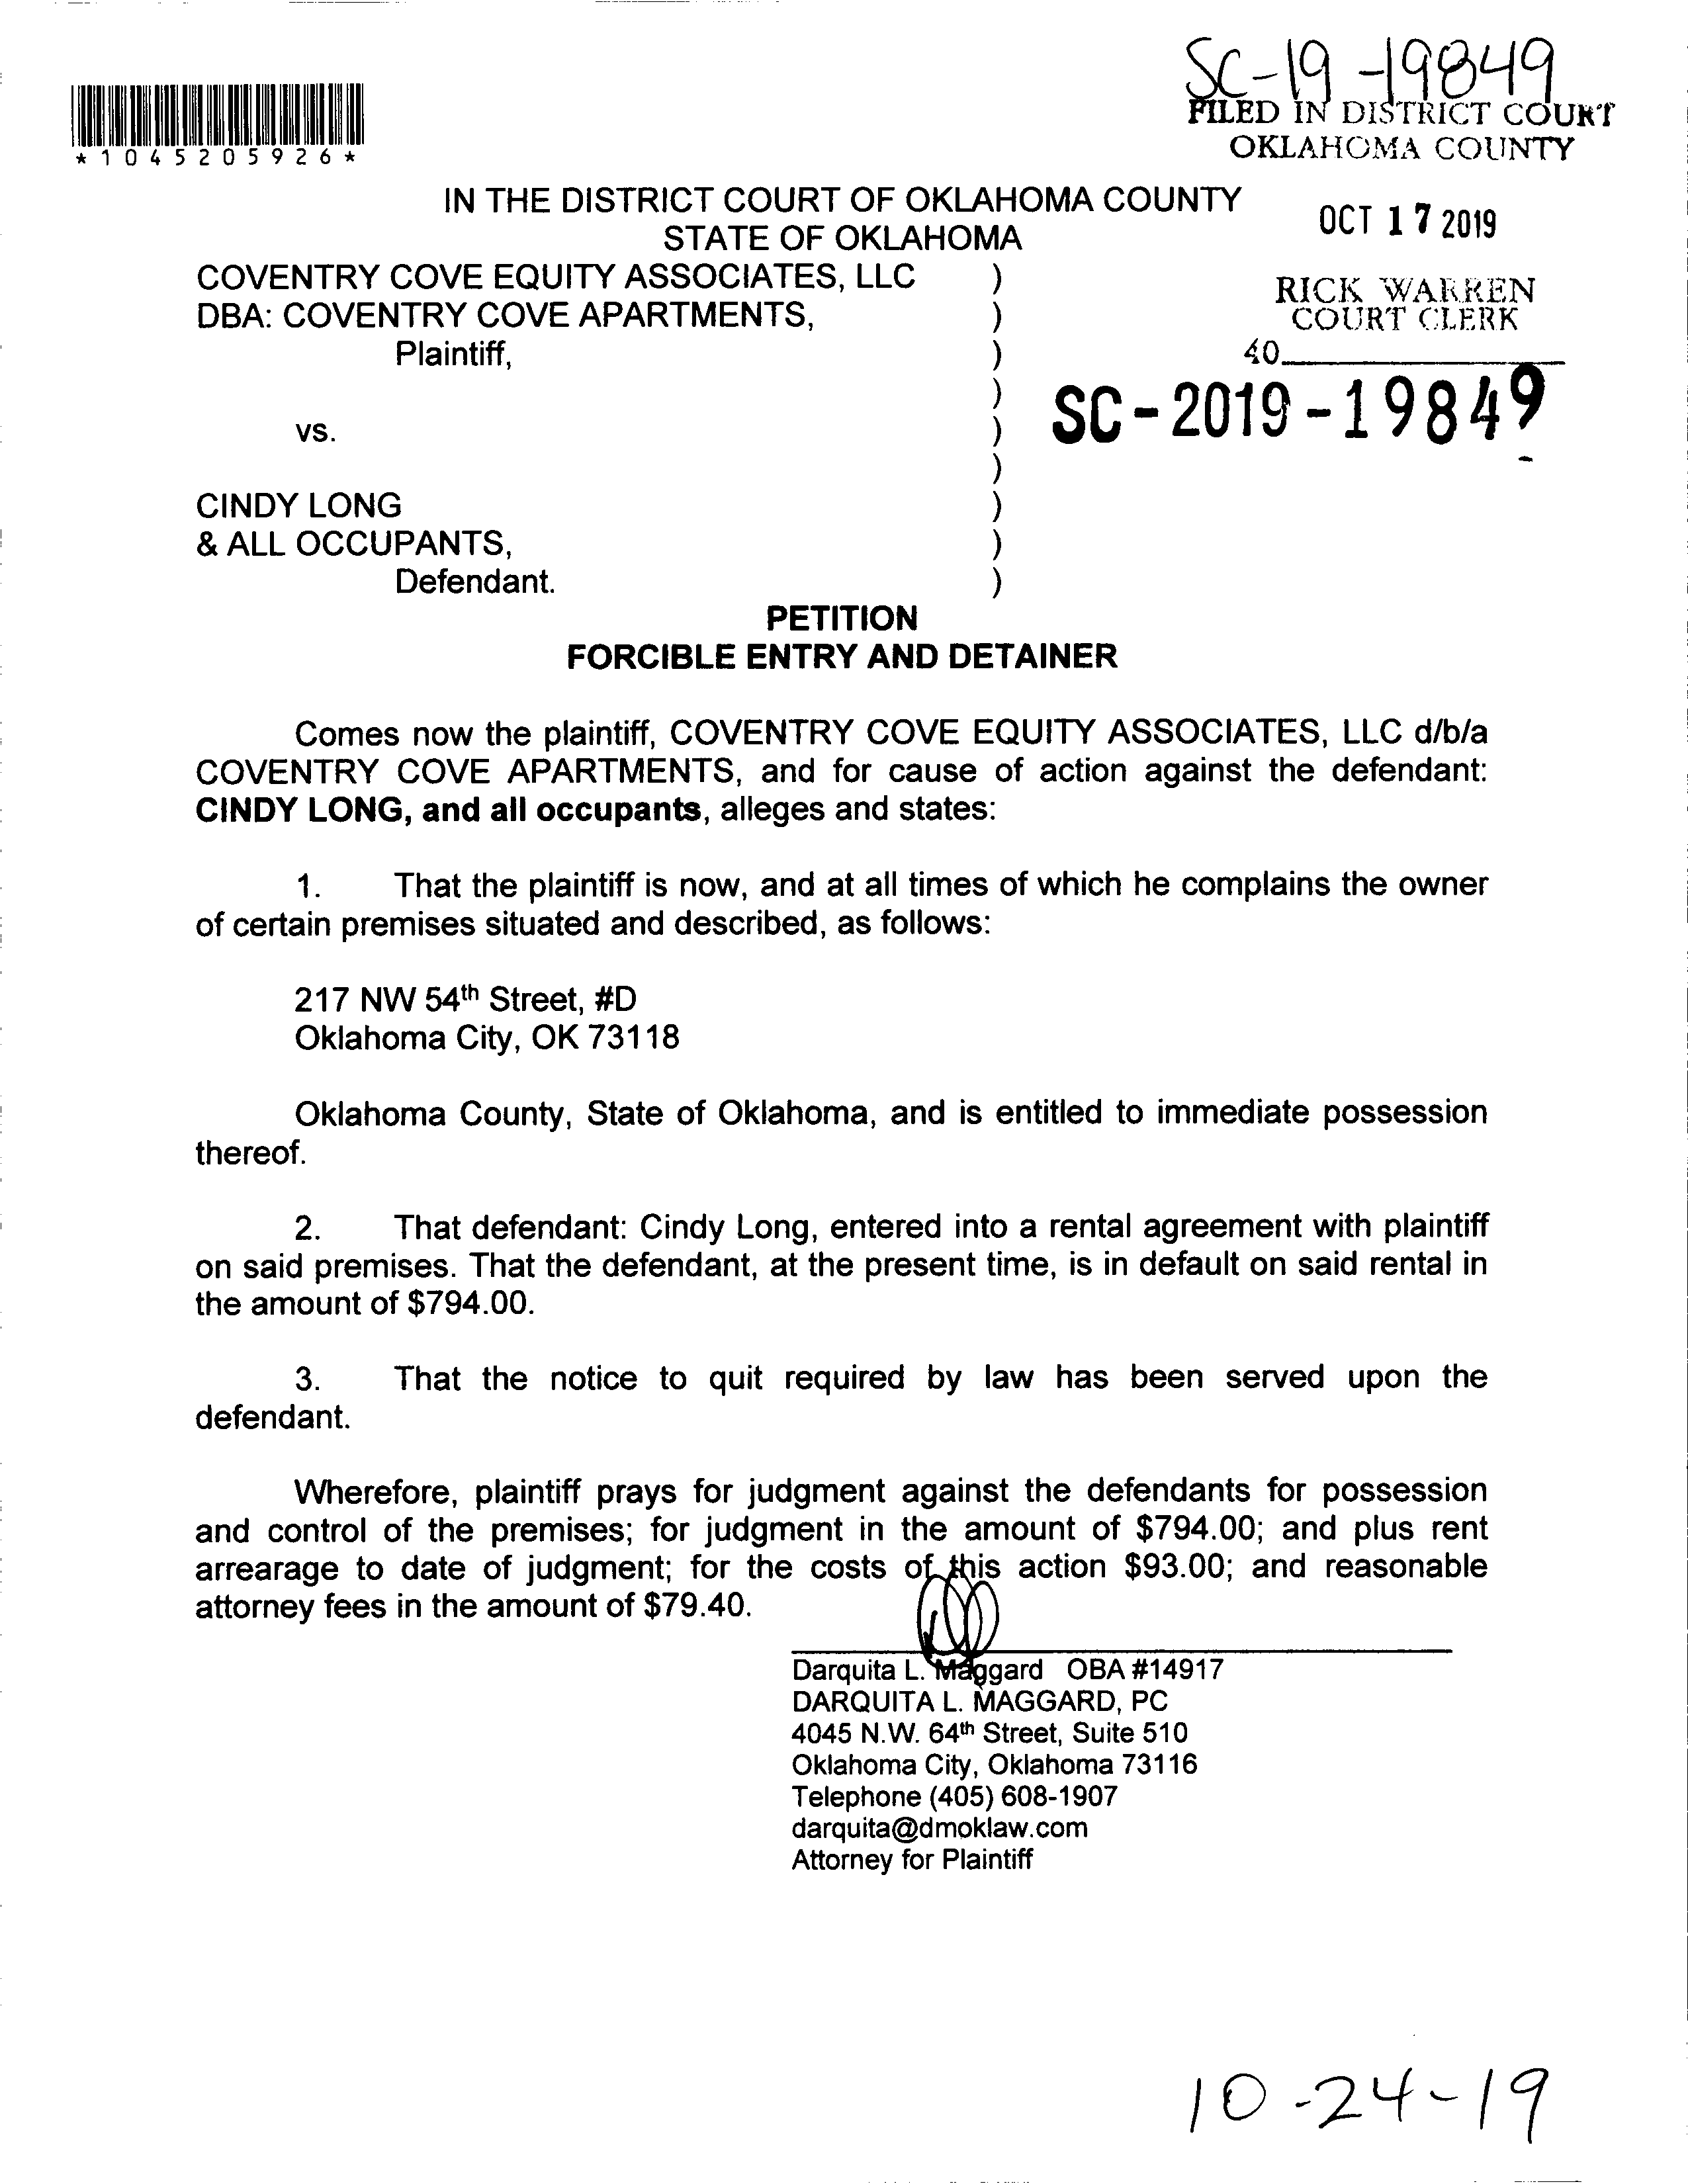 SC-19-19849
FILED IN DISTRICT COURT
OKLAHOMA COUNTY
*1045205926*
IN THE DISTRICT COURT OF OKLAHOMA COUNTY
STATE OF OKLAHOMA
OCT 17 2019
COVENTRY COVE EQUITY ASSOCIATES, LLC )
DBA: COVENTRY COVE APARTMENTS, )
Plaintiff, )
)
vs. )
)
CINDY LONG )
& ALL OCCUPANTS, )
Defendant. )
RICK WARREN
COURT CLERK
40
SC-2019-19849
PETITION
FORCIBLE ENTRY AND DETAINER
Comes now the plaintiff, COVENTRY COVE EQUITY ASSOCIATES, LLC d/b/a
COVENTRY COVE APARTMENTS, and for cause of action against the defendant:
CINDY LONG, and all occupants, alleges and states:
1. That the plaintiff is now, and at all times of which he complains the owner
of certain premises situated and described, as follows:
217 NW 54th Street, #D
Oklahoma City, OK 73118
Oklahoma County, State of Oklahoma, and is entitled to immediate possession
thereof.
2. That defendant: Cindy Long, entered into a rental agreement with plaintiff
on said premises. That the defendant, at the present time, is in default on said rental in
the amount of $794.00.
3. That the notice to quit required by law has been served upon the
defendant.
Wherefore, plaintiff prays for judgment against the defendants for possession
and control of the premises; for judgment in the amount of $794.00; and plus rent
arrearage to date of judgment; for the costs of this action $93.00; and reasonable
attorney fees in the amount of $79.40.
Darquita L. Maggard OBA #14917
DARQUITA L. MAGGARD, PC
4045 N.W. 64th Street, Suite 510
Oklahoma City, Oklahoma 73116
Telephone (405) 608-1907
darquita@dmoklaw.com
Attorney for Plaintiff
10-24-19